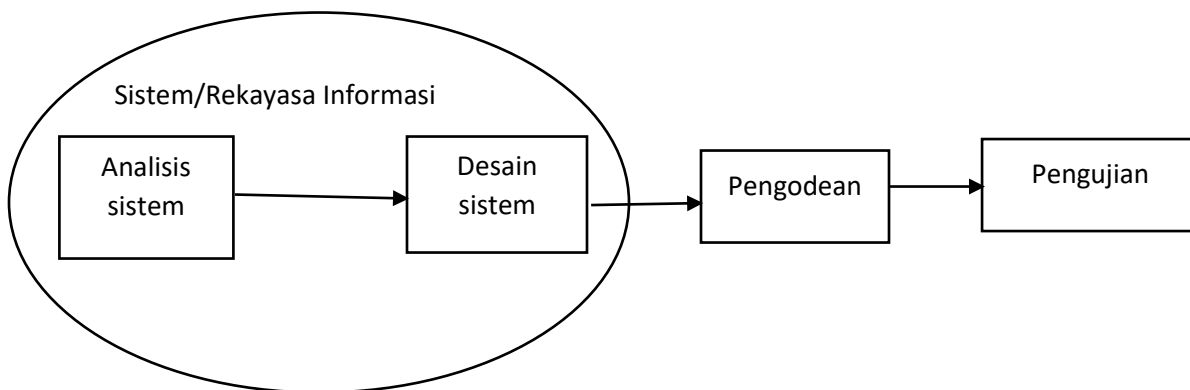 Sistem/Rekayasa Informasi
Analisis
sistem
Desain
sistem
Pengodean
Pengujian